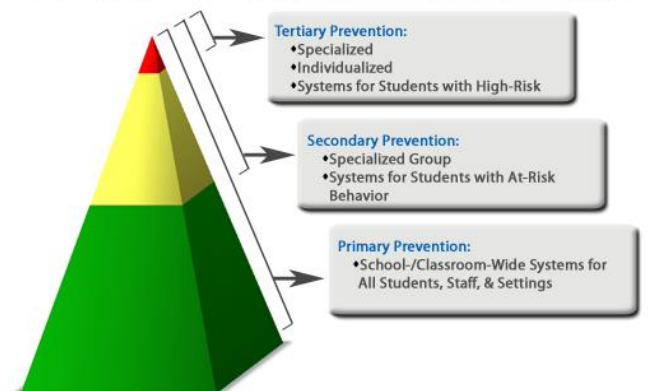 Tertiary Prevention:
♦Specialized
♦Individualized
♦Systems for Students with High-Risk
Secondary Prevention:
♦Specialized Group
♦Systems for Students with At-Risk
Behavior
Primary Prevention:
♦School-/Classroom-Wide Systems for
All Students, Staff, & Settings